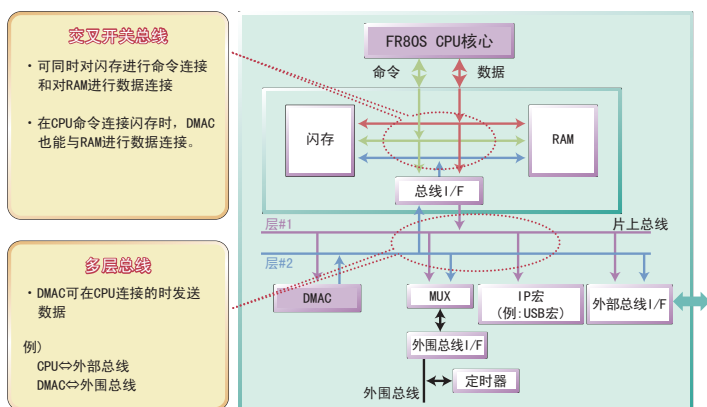 交叉开关总线
・可同时对闪存进行命令连接
和对RAM进行数据连接
・在CPU命令连接闪存时，DMAC
也能与RAM进行数据连接。
多层总线
・DMAC可在CPU连接的时发送
数据
例)
CPU⇔外部总线
DMAC⇔外围总线
FR80S CPU核心
命令
数据
闪存
RAM
总线I/F
层#1
片上总线
层#2
DMAC
MUX
IP宏
(例:USB宏)
外部总线I/F
外围总线I/F
定时器
外围总线